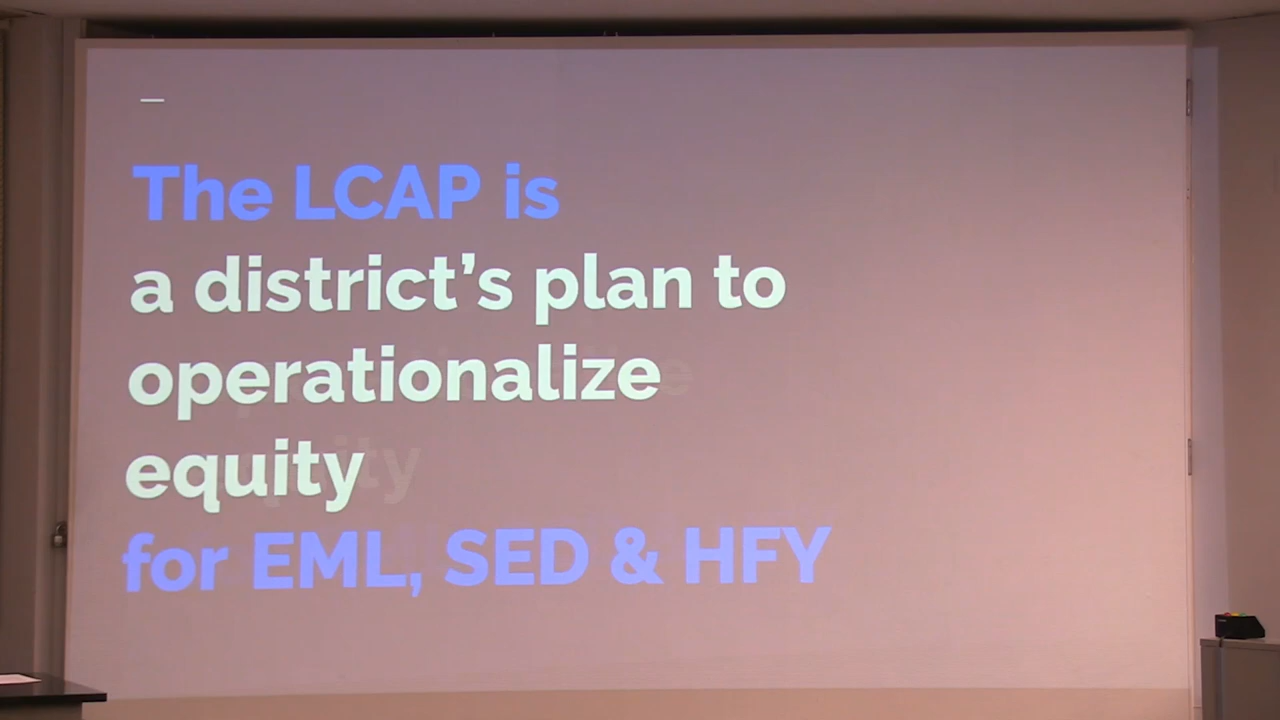 The LCAP is
a district’s plan to
operationalize
equity
for EML, SED & HFY